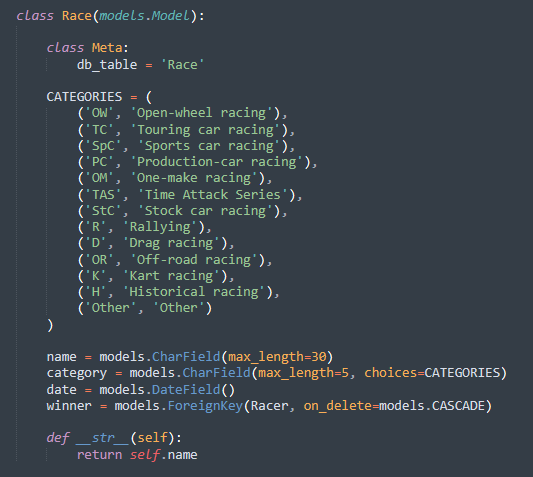 class Race(models.Model):
class Meta:
db_table = 'Race'
CATEGORIES = (
('OW', 'Open-wheel racing'),
('TC', 'Touring car racing'),
('SpC', 'Sports car racing'),
('PC', 'Production-car racing'),
('OM', 'One-make racing'),
('TAS', 'Time Attack Series'),
('StC', 'Stock car racing'),
('R', 'Rallying'),
('D', 'Drag racing'),
('OR', 'Off-road racing'),
('K', 'Kart racing'),
('H', 'Historical racing'),
('Other', 'Other')
)
name = models.CharField(max_length=30)
category = models.CharField(max_length=5, choices=CATEGORIES)
date = models.DateField()
winner = models.ForeignKey(Racer, on_delete=models.CASCADE)
def __str__(self):
return self.name